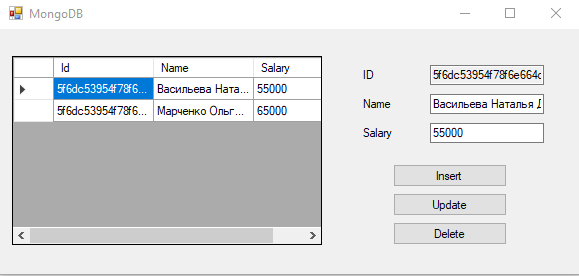 MongoDB
Id Name Salary
5f6dc53954f78f6... Васильева Ната... 55000
5f6dc53954f78f6... Марченко Ольг... 65000
ID 5f6dc53954f78f6e664c
Name Васильева Наталья Д
Salary 55000
Insert
Update
Delete